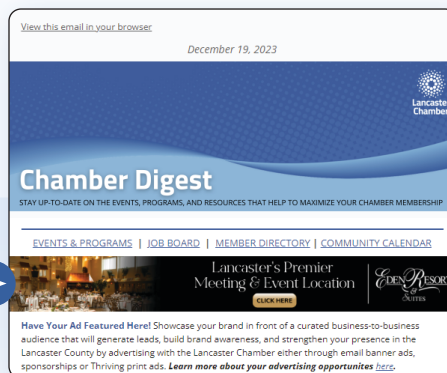 View this email in your browser
December 19, 2023
Lancaster
Chamber
Chamber Digest
STAY UP-TO-DATE ON THE EVENTS, PROGRAMS, AND RESOURCES THAT HELP TO MAXIMIZE YOUR CHAMBER MEMBERSHIP
EVENTS & PROGRAMS | JOB BOARD | MEMBER DIRECTORY | COMMUNITY CALENDAR
Lancaster's Premier
Meeting & Event Location
CLICK HERE
EDEN RESORT
& SUITES
Have Your Ad Featured Here! Showcase your brand in front of a curated business-to-business
audience that will generate leads, build brand awareness, and strengthen your presence in the
Lancaster County by advertising with the Lancaster Chamber either through email banner ads,
sponsorships or Thriving print ads. Learn more about your advertising opportunites here.